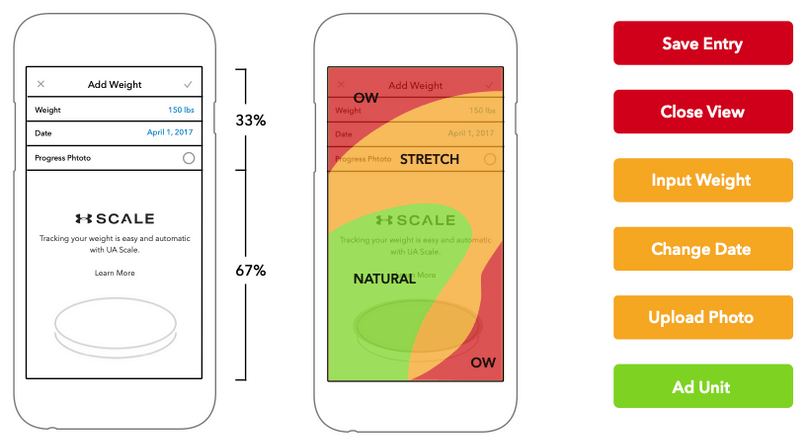 Add Weight
Weight 150 lbs
Date April 1, 2017
Progress Phtoto
SCALE
Tracking your weight is easy and automatic
with UA Scale.
Learn More
33%
67%
Add Weight
OW
Weight 150 lbs
Date April 1, 2017
Progress Phtoto STRETCH
SCALE
Tracking your weight is easy and automatic
with UA Scale.
NATURAL
Learn More
OW
Save Entry
Close View
Input Weight
Change Date
Upload Photo
Ad Unit